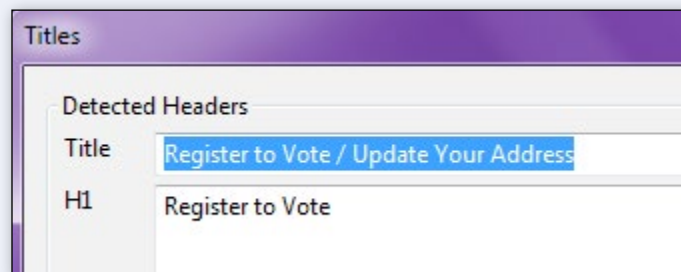 Titles
Detected Headers
Title Register to Vote / Update Your Address
H1 Register to Vote